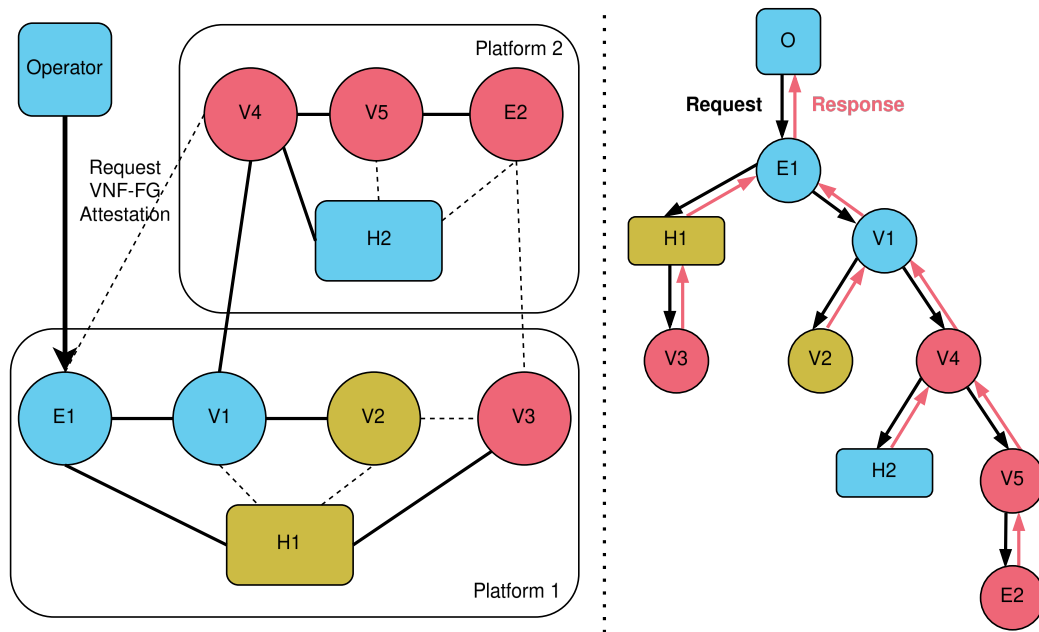 Operator
Platform 2
V4
V5
E2
Request
VNF-FG
Attestation
H2
E1
V1
V2
V3
H1
Platform 1
O
Request
Response
E1
H1
V1
V3
V2
V4
H2
V5
E2